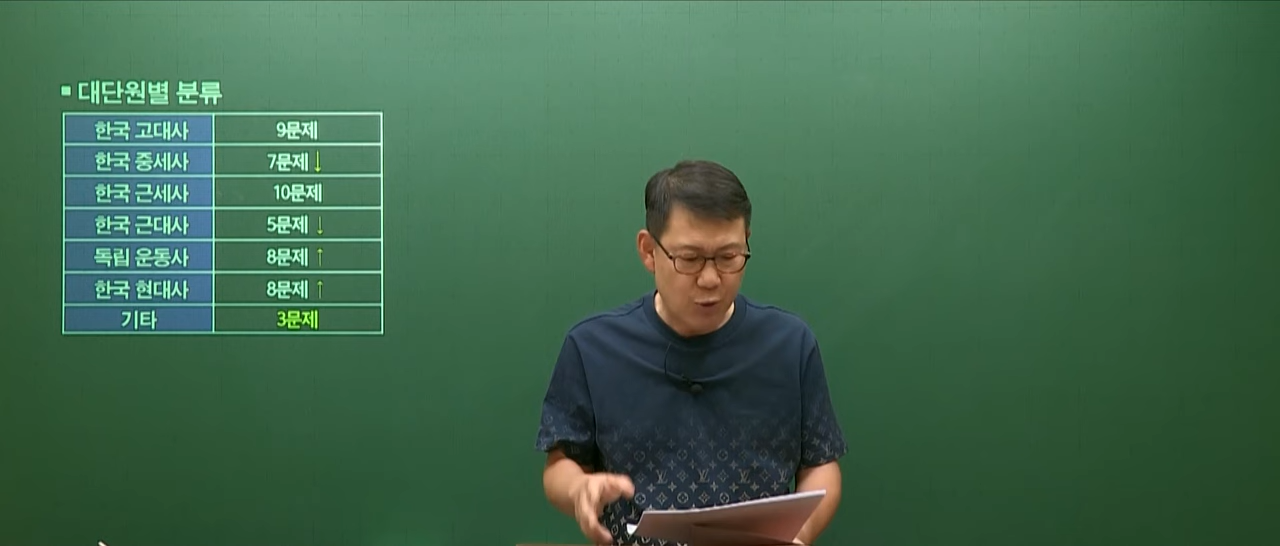 ▪ 대단원별 분류
한국 고대사 9문제
한국 중세사 7문제 ↓
한국 근세사 10문제
한국 근대사 5문제 ↓
독립 운동사 8문제 ↑
한국 현대사 8문제 ↑
기타 3문제